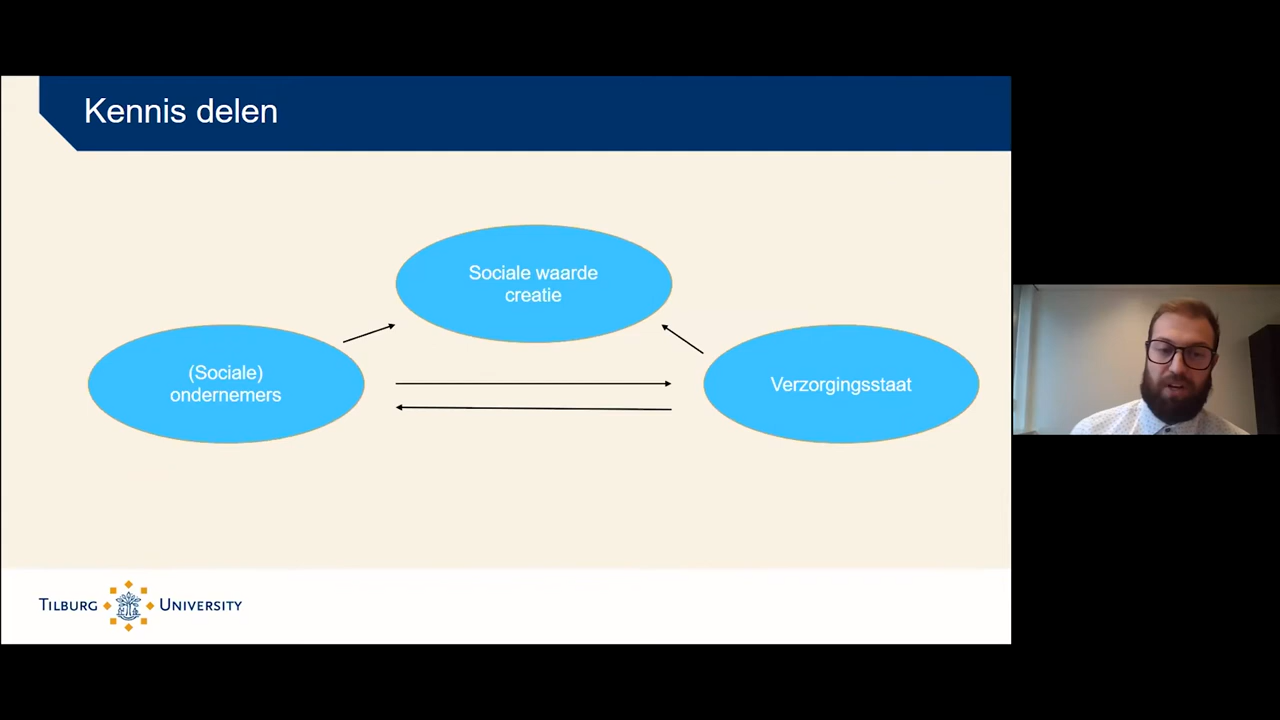 Kennis delen
Sociale waarde
creatie
(Sociale)
ondernemers
Verzorgingsstaat
TILBURG UNIVERSITY